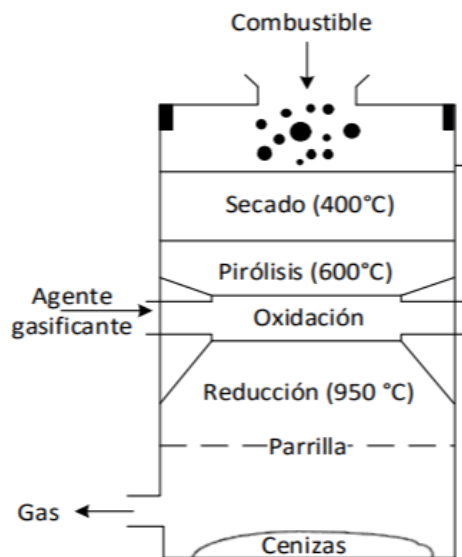 Combustible
Secado (400°C)
Pirólisis (600°C)
Agente
gasificante
Oxidación
Reducción (950 °C)
Parrilla
Gas
Cenizas